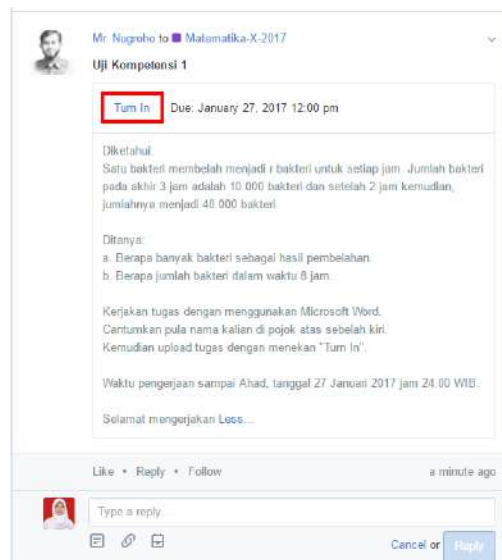 Mr. Nugroho to Matematika-X-2017
Uji Kompetensi 1
Turn In Due: January 27, 2017 12:00 pm
Diketahui:
Satu bakteri membelah menjadi r bakteri untuk setiap jam. Jumlah bakteri
pada akhir 3 jam adalah 10.000 bakteri dan setelah 2 jam kemudian,
jumlahnya menjadi 40.000 bakteri
Ditanya:
a. Berapa banyak bakteri sebagai hasil pembelahan.
b. Berapa jumlah bakteri dalam waktu 8 jam.
Kerjakan tugas dengan menggunakan Microsoft Word.
Cantumkan pula nama kalian di pojok atas sebelah kiri.
Kemudian upload tugas dengan menekan "Turn In".
Waktu pengerjaan sampai Ahad, tanggal 27 Januari 2017 jam 24.00 WIB.
Selamat mengerjakan Less...
Like • Reply • Follow a minute ago
Type a reply...
Cancel or Reply